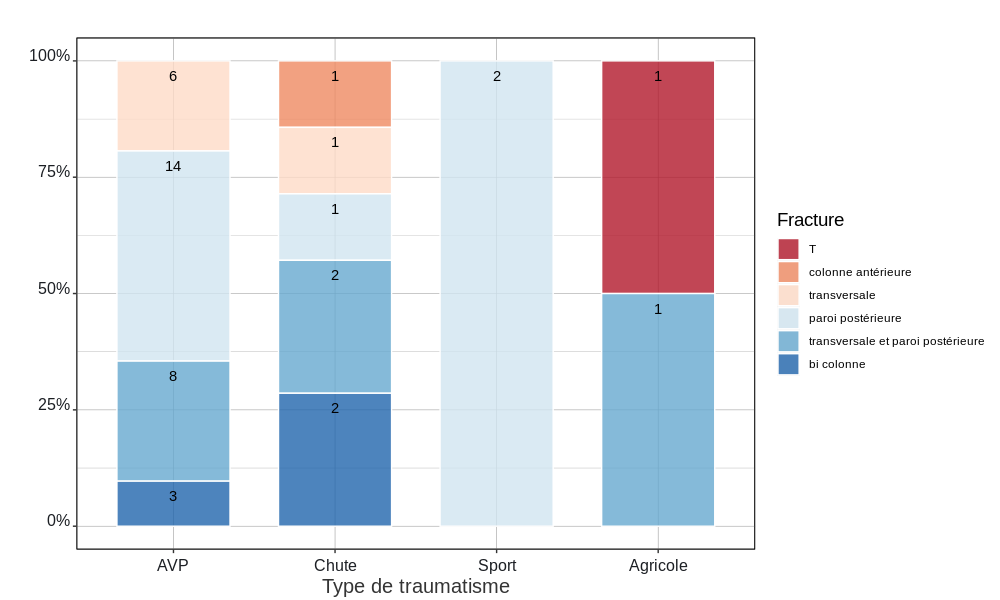 100%
75%
50%
25%
0%
6
14
8
3
1
1
1
2
2
2
1
1
AVP
Chute
Sport
Agricole
Type de traumatisme
Fracture
T
colonne antérieure
transversale
paroi postérieure
transversale et paroi postérieure
bi colonne